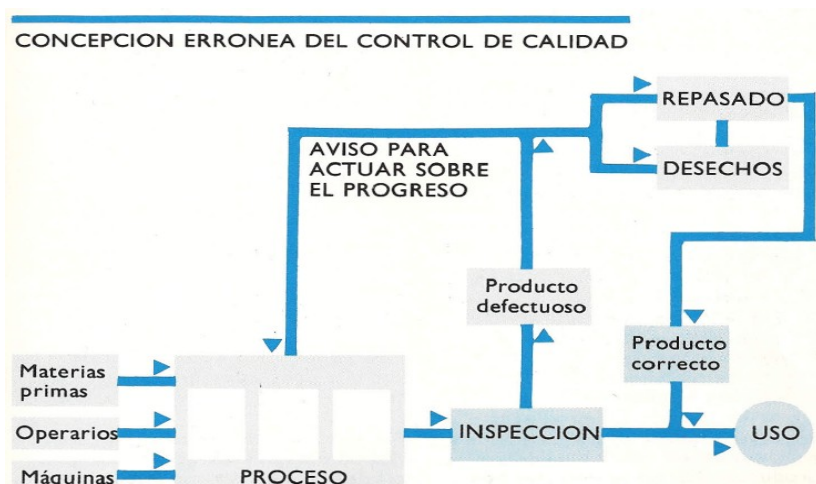 CONCEPCION ERRONEA DEL CONTROL DE CALIDAD
REPASADO
AVISO PARA
ACTUAR SOBRE
EL PROGRESO
DESECHOS
Producto
defectuoso
Producto
correcto
Materias
primas
Operarios
INSPECCION
USO
Máquinas
PROCESO